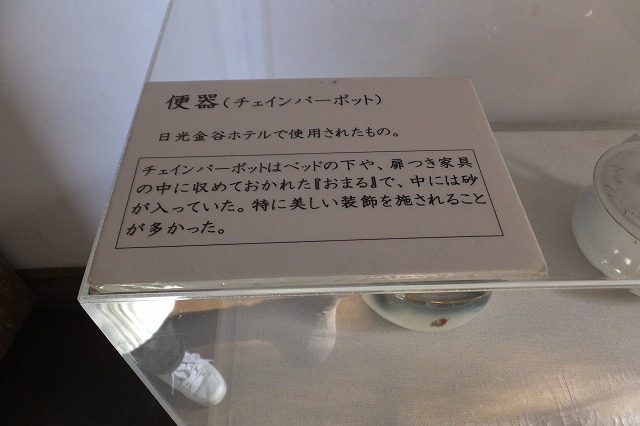 便器(チェインバーポット)
日光金谷ホテルで使用されたもの。
チェインバーポットはベッドの下や、扉つき家具
の中に収めておかれた『おまる』で、中には砂
が入っていた。特に美しい装飾を施されること
が多かった。